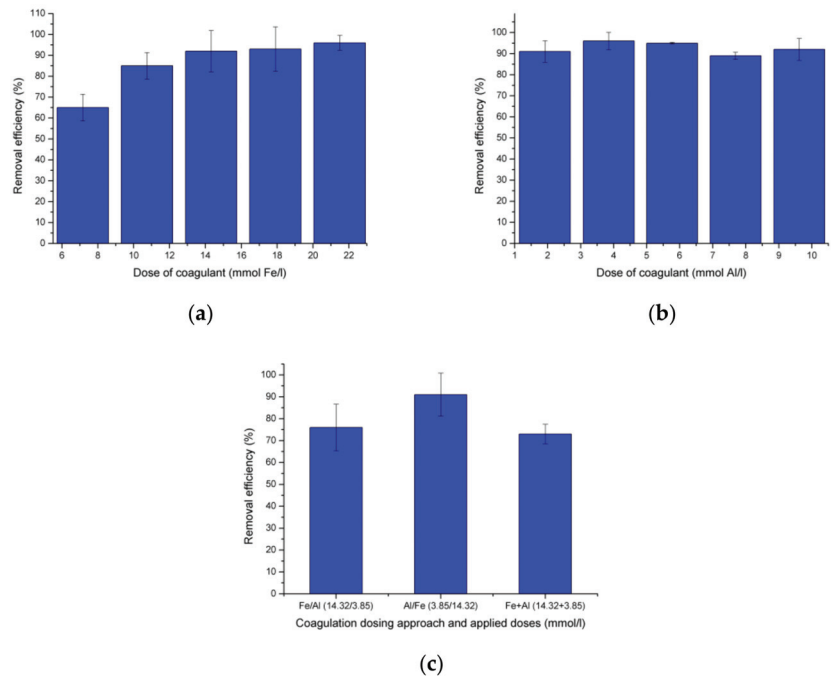 110
100
90
80
70
60
50
40
30
20
10
0
Removal efficiency (%)
6 8 10 12 14 16 18 20 22
Dose of coagulant (mmol Fe/l)
(a)
100
90
80
70
60
50
40
30
20
10
0
Removal efficiency (%)
1 2 3 4 5 6 7 8 9 10
Dose of coagulant (mmol Al/l)
(b)
100
90
80
70
60
50
40
30
20
10
0
Removal efficiency (%)
Fe/Al (14.32/3.85) Al/Fe (3.85/14.32) Fe+Al (14.32+3.85)
Coagulation dosing approach and applied doses (mmol/l)
(c)